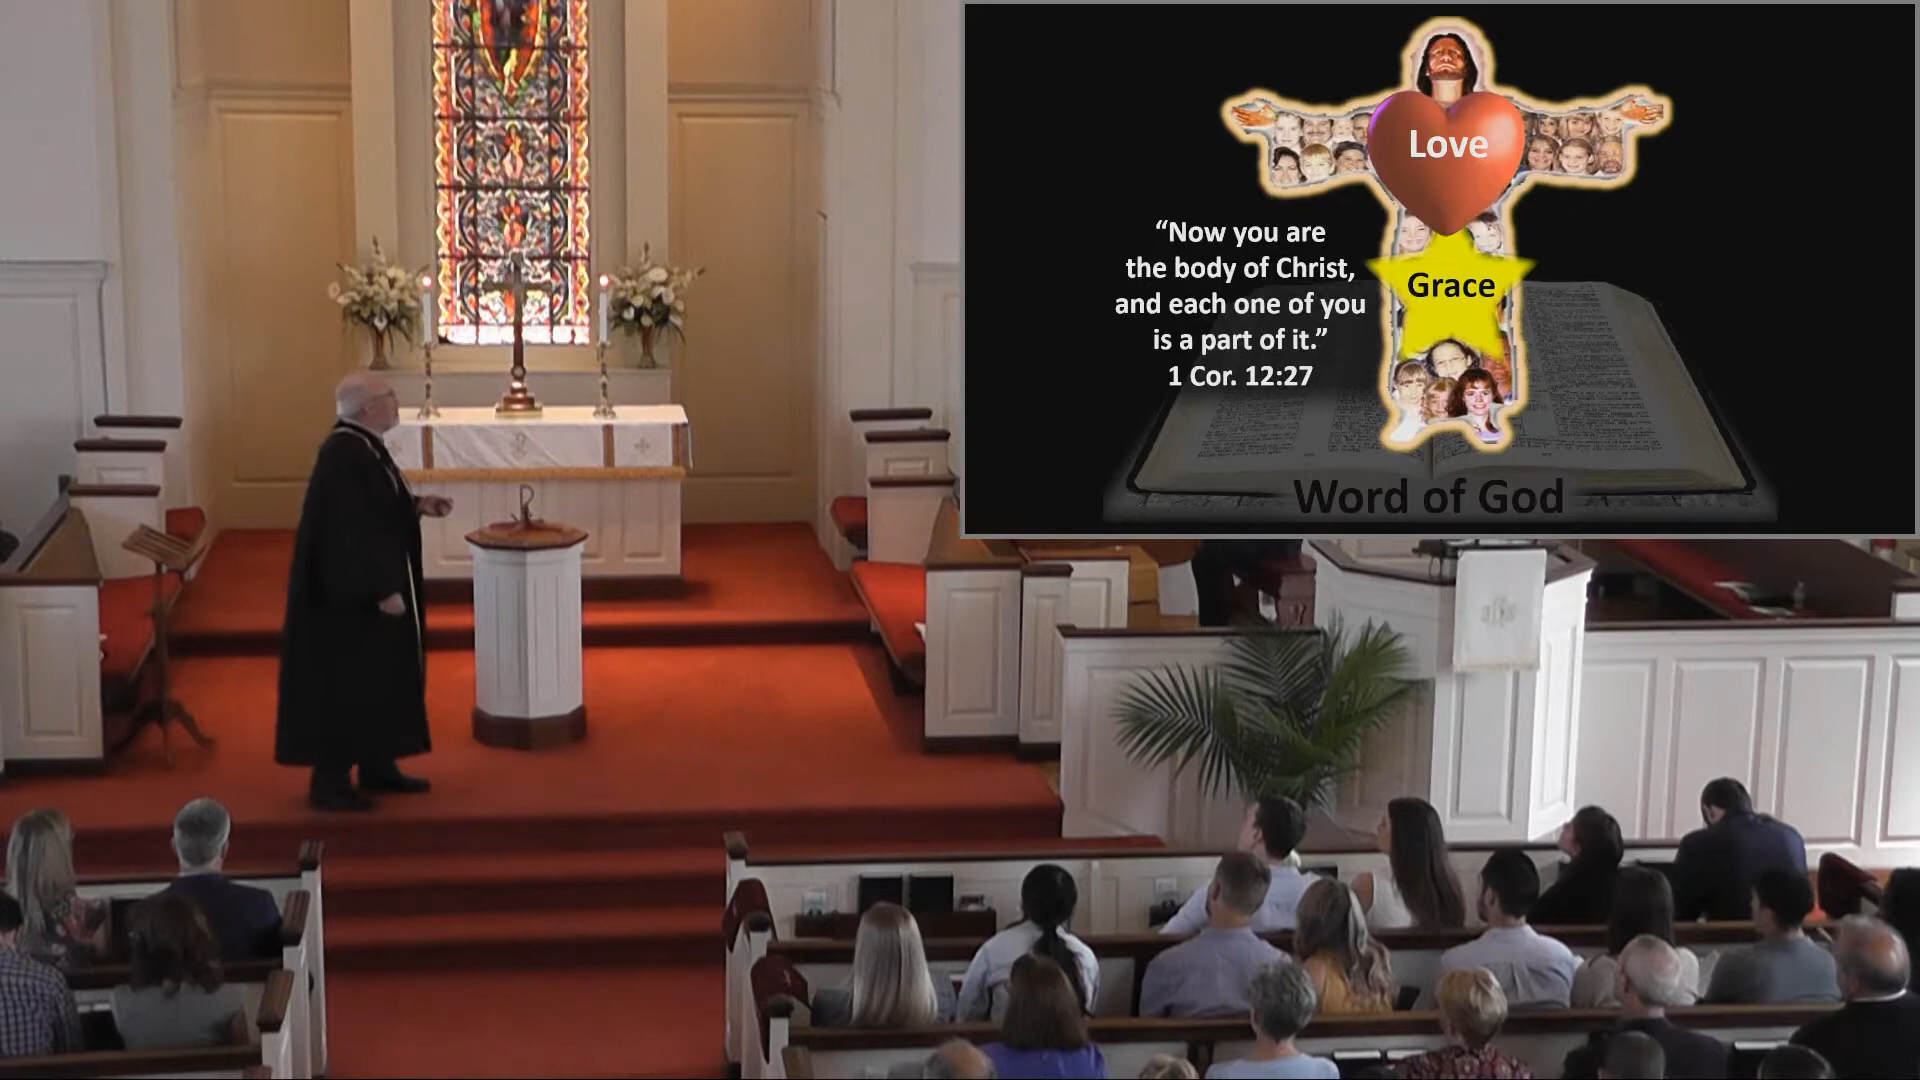 Love
Grace
“Now you are
the body of Christ,
and each one of you
is a part of it.”
1 Cor. 12:27
Word of God